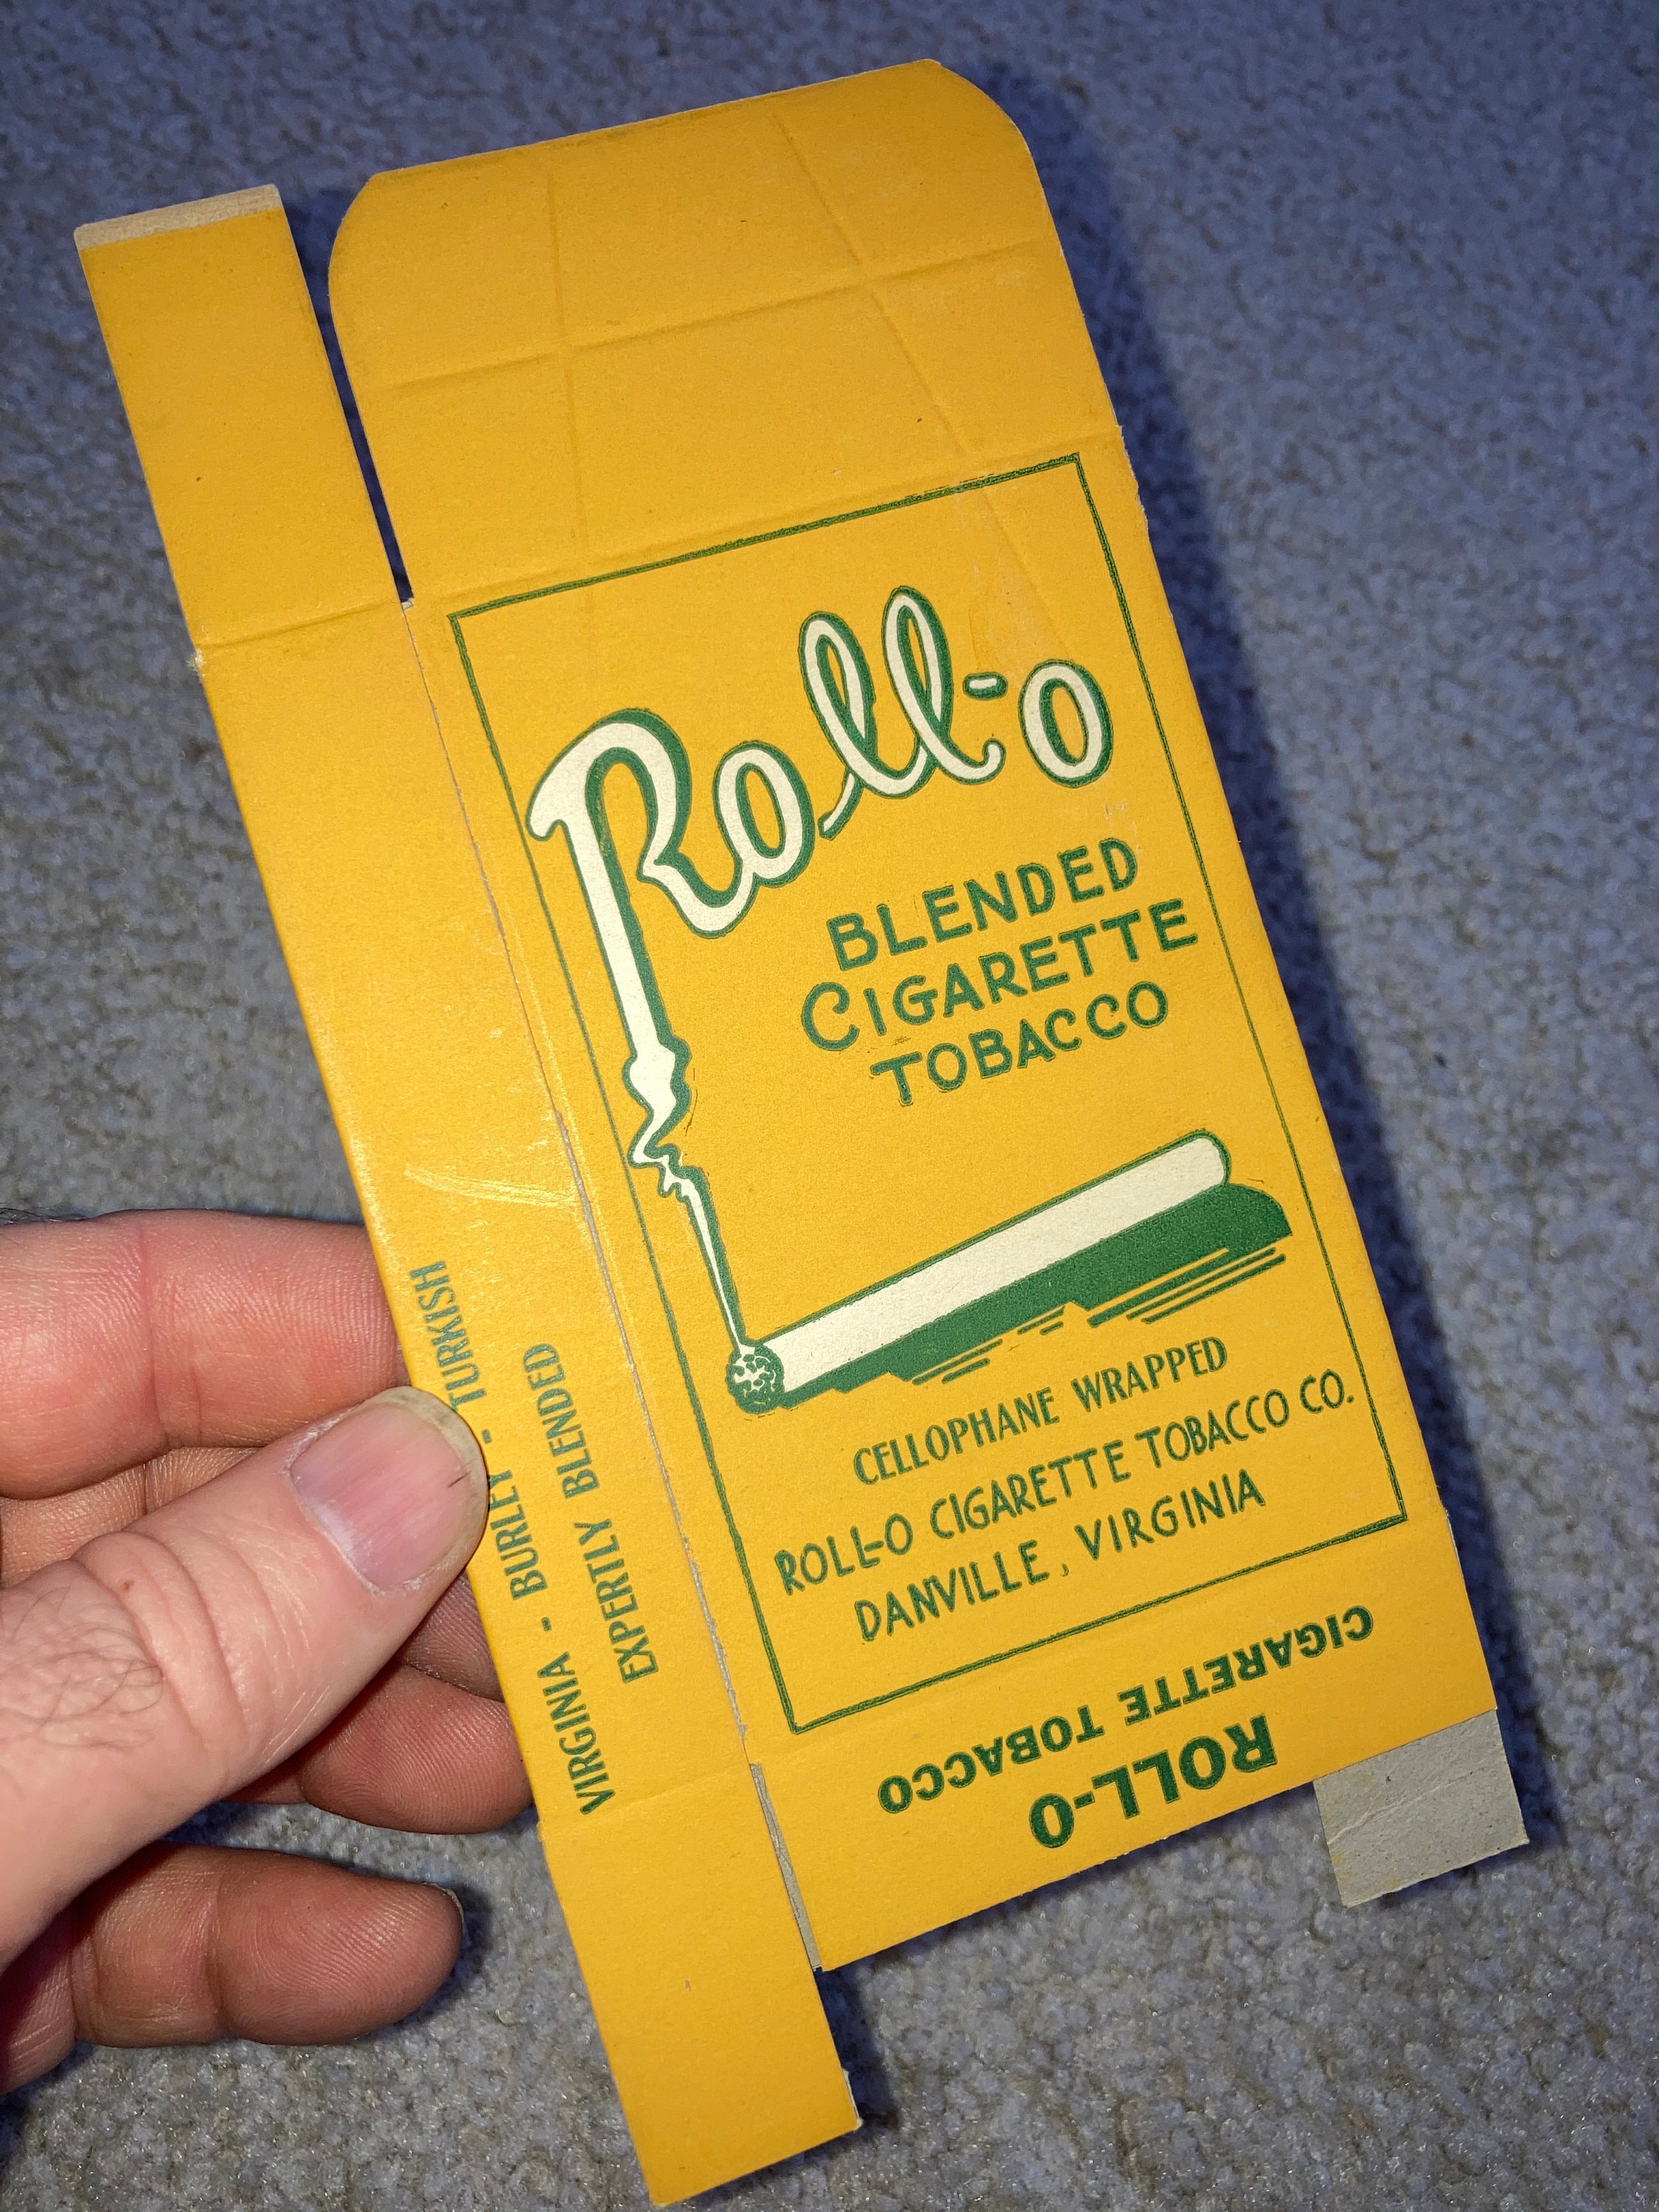 Roll-o
BLENDED
CIGARETTE
TOBACCO
CELLOPHANE WRAPPED
ROLL-O CIGARETTE TOBACCO CO.
DANVILLE, VIRGINIA
ROLL-O
CIGARETTE TOBACCO
VIRGINIA - BURLEY - TURKISH
EXPERTLY BLENDED